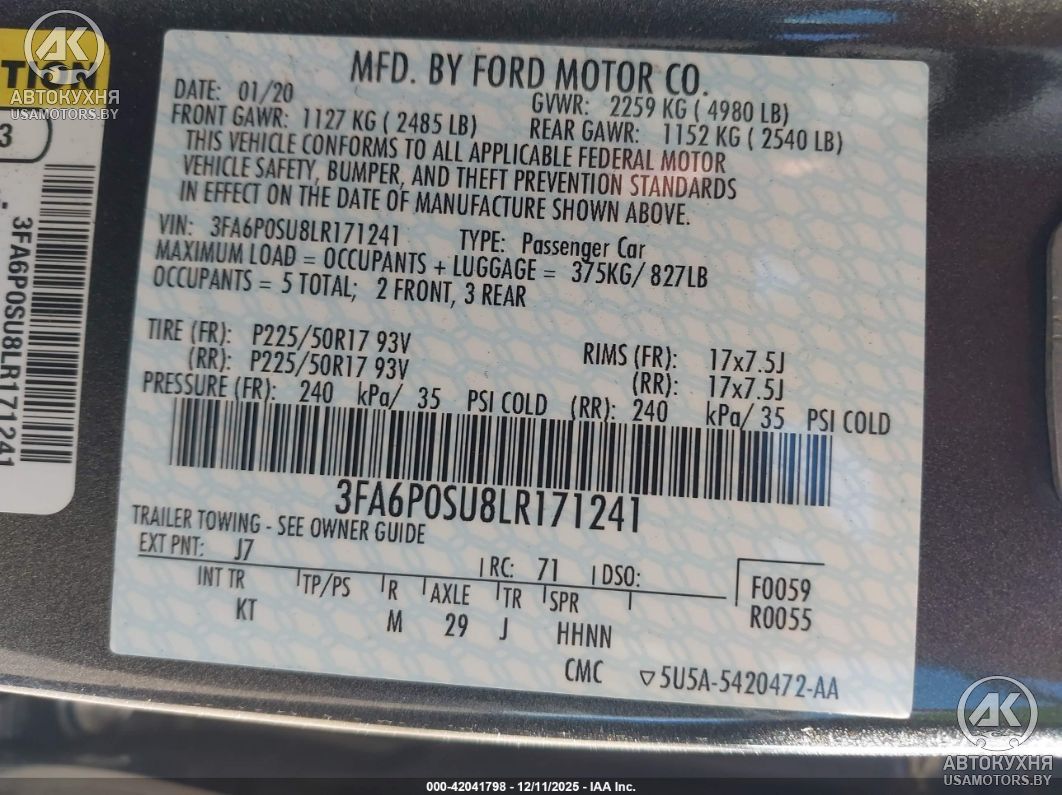 AK
АВТОКУХНЯ
USAMOTORS.BY
TION
3
3FA6P0SU8LR171241
MFD. BY FORD MOTOR CO.
DATE: 01/20 GVWR: 2259 KG ( 4980 LB)
FRONT GAWR: 1127 KG ( 2485 LB) REAR GAWR: 1152 KG ( 2540 LB)
THIS VEHICLE CONFORMS TO ALL APPLICABLE FEDERAL MOTOR
VEHICLE SAFETY, BUMPER, AND THEFT PREVENTION STANDARDS
IN EFFECT ON THE DATE OF MANUFACTURE SHOWN ABOVE.
VIN: 3FA6P0SU8LR171241 TYPE: Passenger Car
MAXIMUM LOAD = OCCUPANTS + LUGGAGE = 375KG/ 827LB
OCCUPANTS = 5 TOTAL; 2 FRONT, 3 REAR
TIRE (FR): P225/50R17 93V RIMS (FR): 17x7.5J
(RR): P225/50R17 93V (RR): 17x7.5J
PRESSURE (FR): 240 kPa/ 35 PSI COLD (RR): 240 kPa/ 35 PSI COLD
3FA6P0SU8LR171241
TRAILER TOWING - SEE OWNER GUIDE
EXT PNT: J7 RC: 71 DSO: F0059
INT TR TP/PS R AXLE TR SPR R0055
KT M 29 J HHNN
CMC ▽5U5A-5420472-AA
AK
АВТОКУХНЯ
USAMOTORS.BY
000-42041798 - 12/11/2025 - IAA Inc.